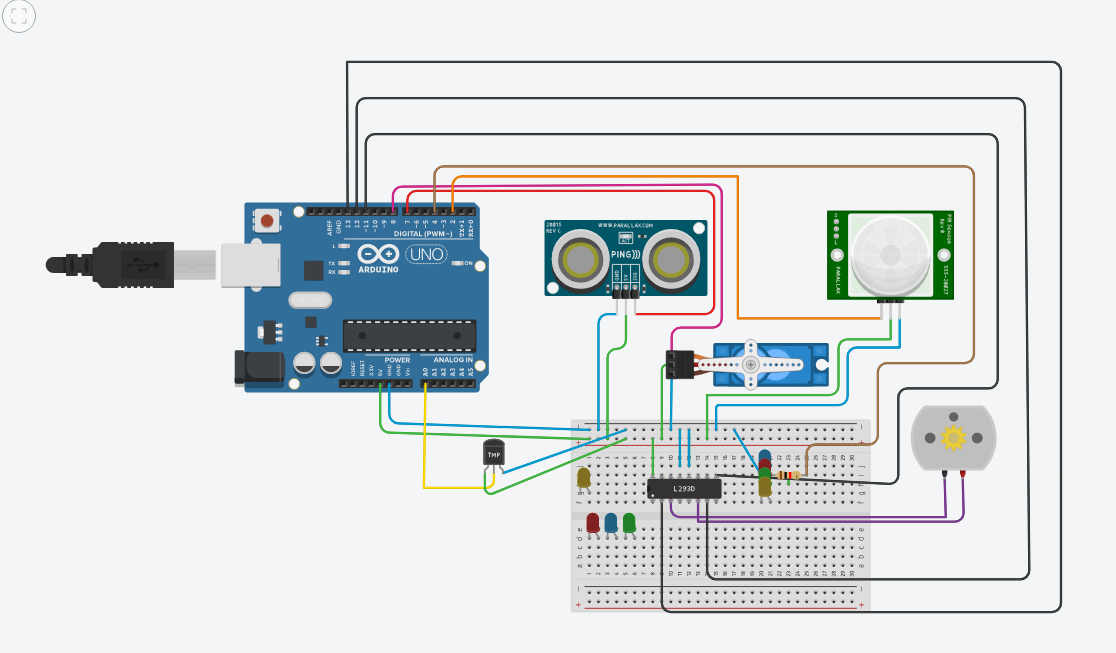 AREF
GND
13
12
~11
~10
~9
8
7
~6
~5
4
~3
2
TX→1
RX←0
DIGITAL (PWM~)
L
TX
RX
ARDUINO
UNO
ON
POWER
ANALOG IN
IOREF
RESET
3.3V
5V
GND
GND
Vin
A0
A1
A2
A3
A4
A5
28015
REV C
WWW.PARALLAX.COM
ACT
PING)))
GND
5V
SIG
PIR Sensor
Rev B
PARALLAX
555-28027
TMP
L293D